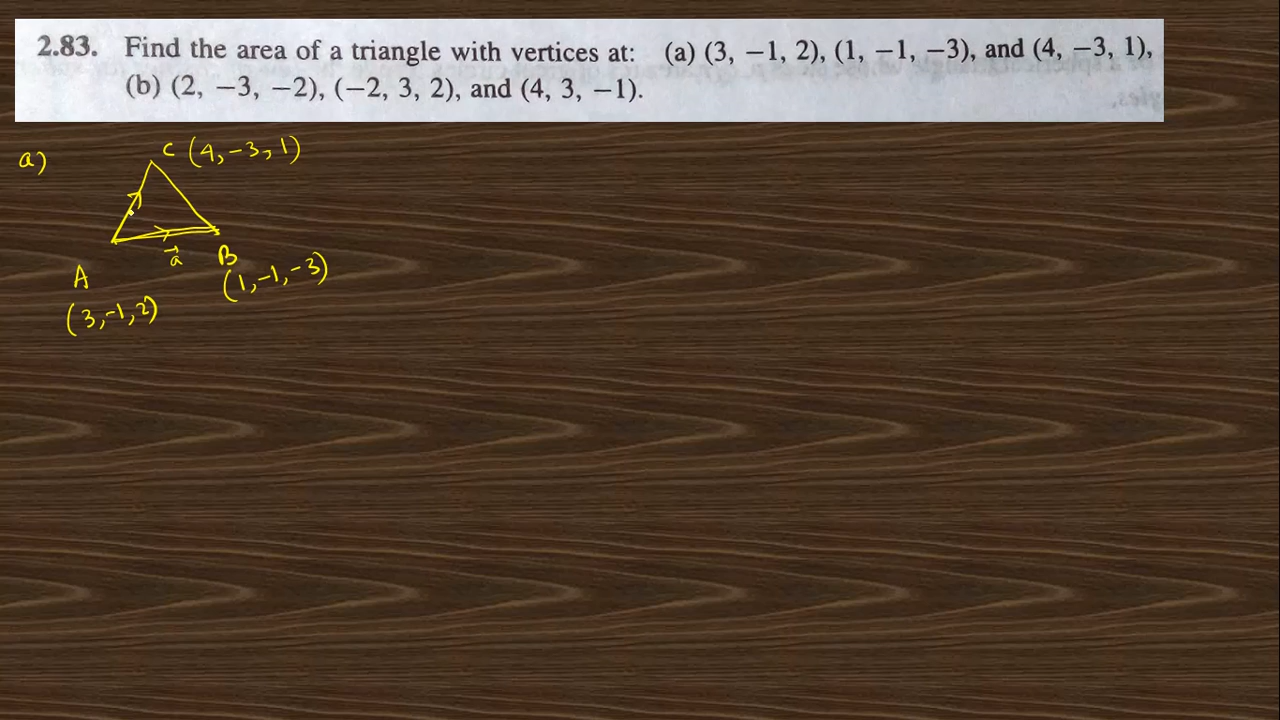 2.83. Find the area of a triangle with vertices at: (a) (3, −1, 2), (1, −1, −3), and (4, −3, 1),
(b) (2, −3, −2), (−2, 3, 2), and (4, 3, −1).
a)
C (4,-3,1)
a⃗
A
B
(1,-1,-3)
(3,-1,2)